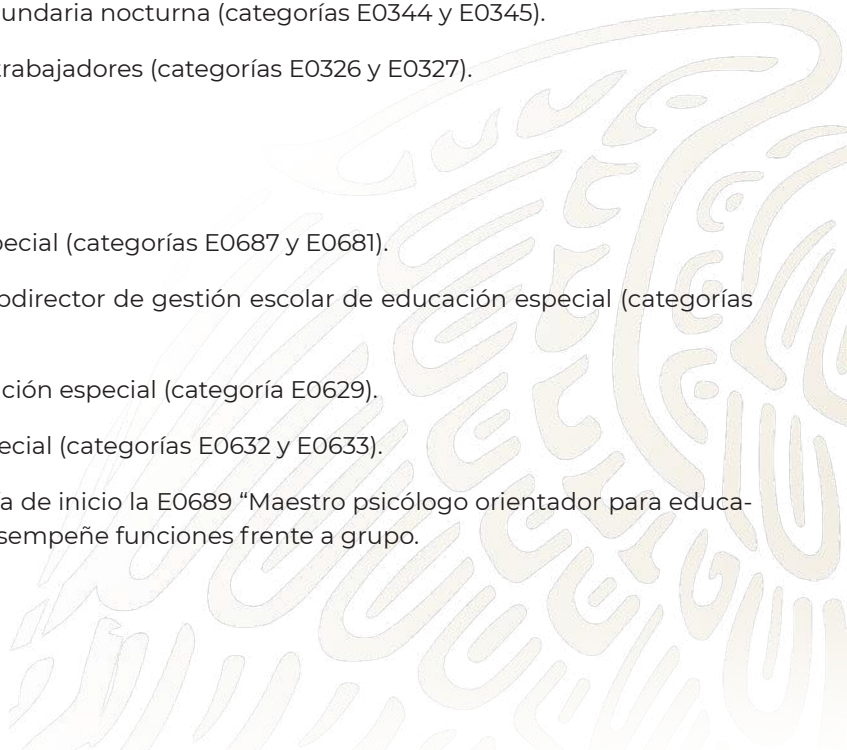 undaria nocturna (categorías E0344 y E0345).
rabajadores (categorías E0326 y E0327).
ecial (categorías E0687 y E0681).
odirector de gestión escolar de educación especial (categorías
ción especial (categoría E0629).
ecial (categorías E0632 y E0633).
a de inicio la E0689 “Maestro psicólogo orientador para educa-
sempeñe funciones frente a grupo.